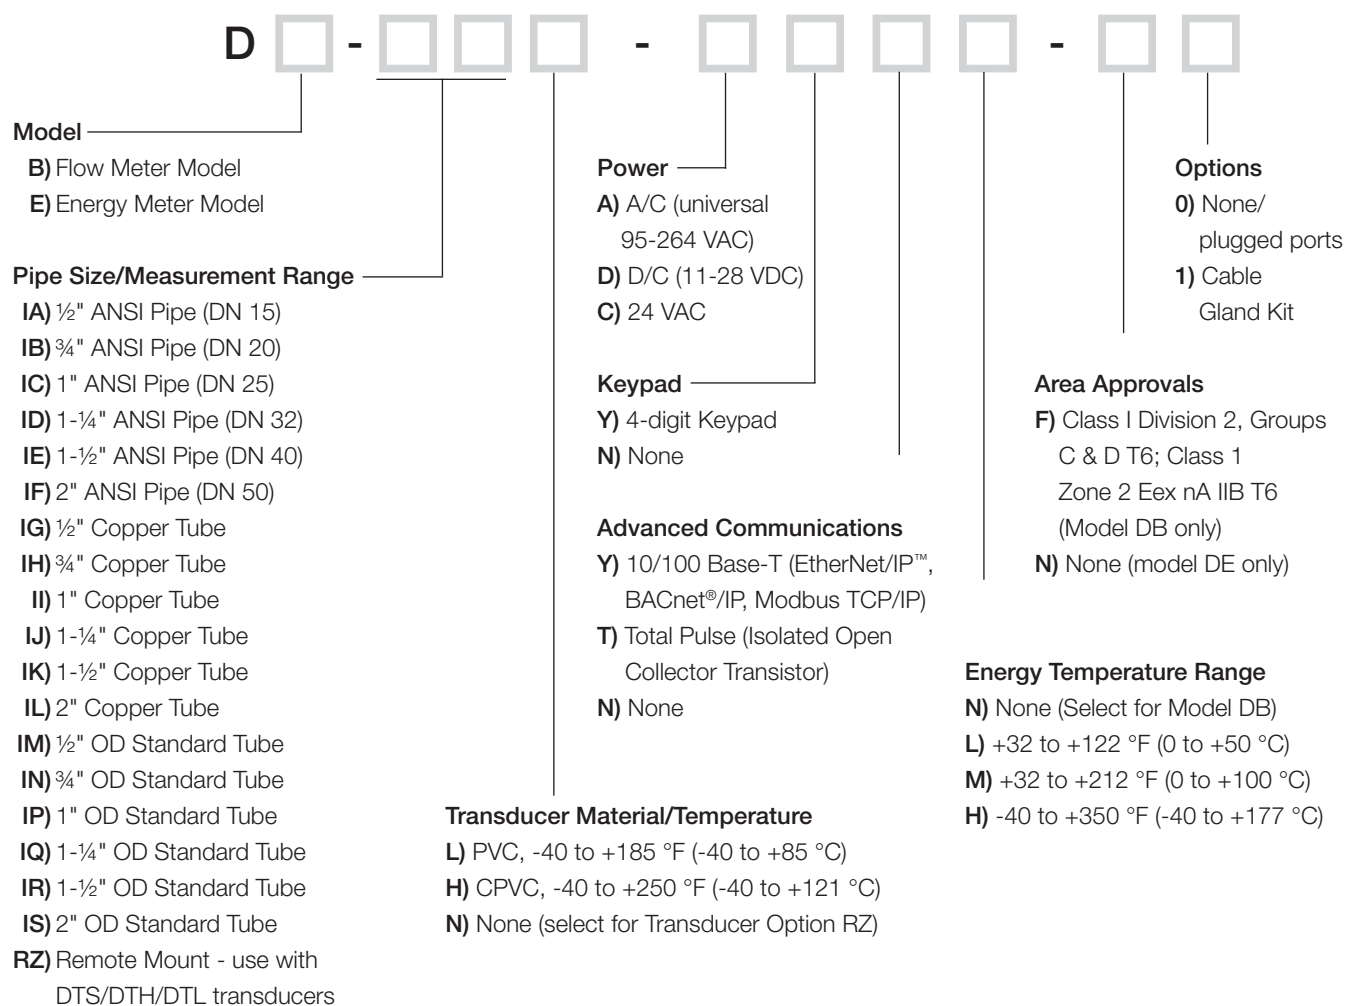 D - - -
Model
B) Flow Meter Model
E) Energy Meter Model
Pipe Size/Measurement Range
IA) ½" ANSI Pipe (DN 15)
IB) ¾" ANSI Pipe (DN 20)
IC) 1" ANSI Pipe (DN 25)
ID) 1-¼" ANSI Pipe (DN 32)
IE) 1-½" ANSI Pipe (DN 40)
IF) 2" ANSI Pipe (DN 50)
IG) ½" Copper Tube
IH) ¾" Copper Tube
II) 1" Copper Tube
IJ) 1-¼" Copper Tube
IK) 1-½" Copper Tube
IL) 2" Copper Tube
IM) ½" OD Standard Tube
IN) ¾" OD Standard Tube
IP) 1" OD Standard Tube
IQ) 1-¼" OD Standard Tube
IR) 1-½" OD Standard Tube
IS) 2" OD Standard Tube
RZ) Remote Mount - use with
DTS/DTH/DTL transducers
Transducer Material/Temperature
L) PVC, -40 to +185 °F (-40 to +85 °C)
H) CPVC, -40 to +250 °F (-40 to +121 °C)
N) None (select for Transducer Option RZ)
Power
A) A/C (universal
95-264 VAC)
D) D/C (11-28 VDC)
C) 24 VAC
Keypad
Y) 4-digit Keypad
N) None
Advanced Communications
Y) 10/100 Base-T (EtherNet/IP™,
BACnet®/IP, Modbus TCP/IP)
T) Total Pulse (Isolated Open
Collector Transistor)
N) None
Energy Temperature Range
N) None (Select for Model DB)
L) +32 to +122 °F (0 to +50 °C)
M) +32 to +212 °F (0 to +100 °C)
H) -40 to +350 °F (-40 to +177 °C)
Area Approvals
F) Class I Division 2, Groups
C & D T6; Class 1
Zone 2 Eex nA IIB T6
(Model DB only)
N) None (model DE only)
Options
0) None/
plugged ports
1) Cable
Gland Kit